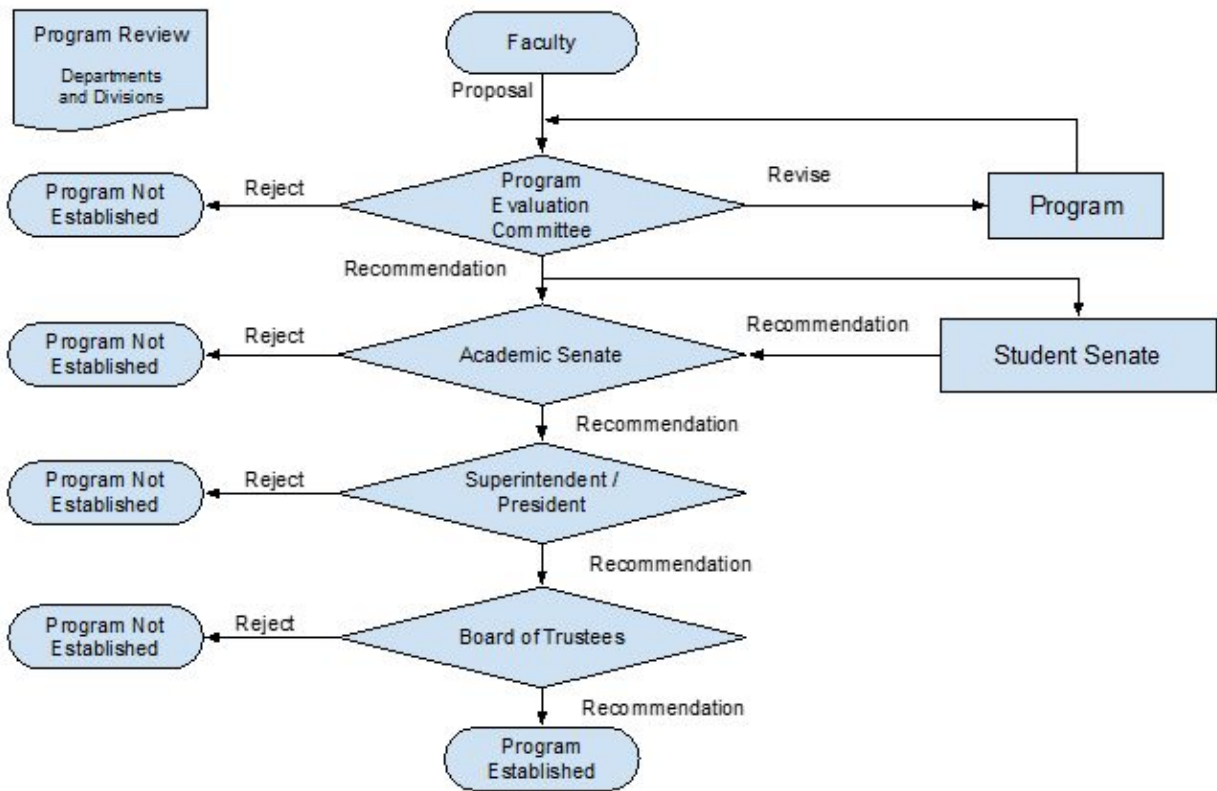 Program Review
Departments
and Divisions
Faculty
Proposal
Program Not
Established
Reject
Program
Evaluation
Committee
Revise
Program
Recommendation
Program Not
Established
Reject
Academic Senate
Recommendation
Student Senate
Recommendation
Program Not
Established
Reject
Superintendent /
President
Recommendation
Program Not
Established
Reject
Board of Trustees
Recommendation
Program
Established